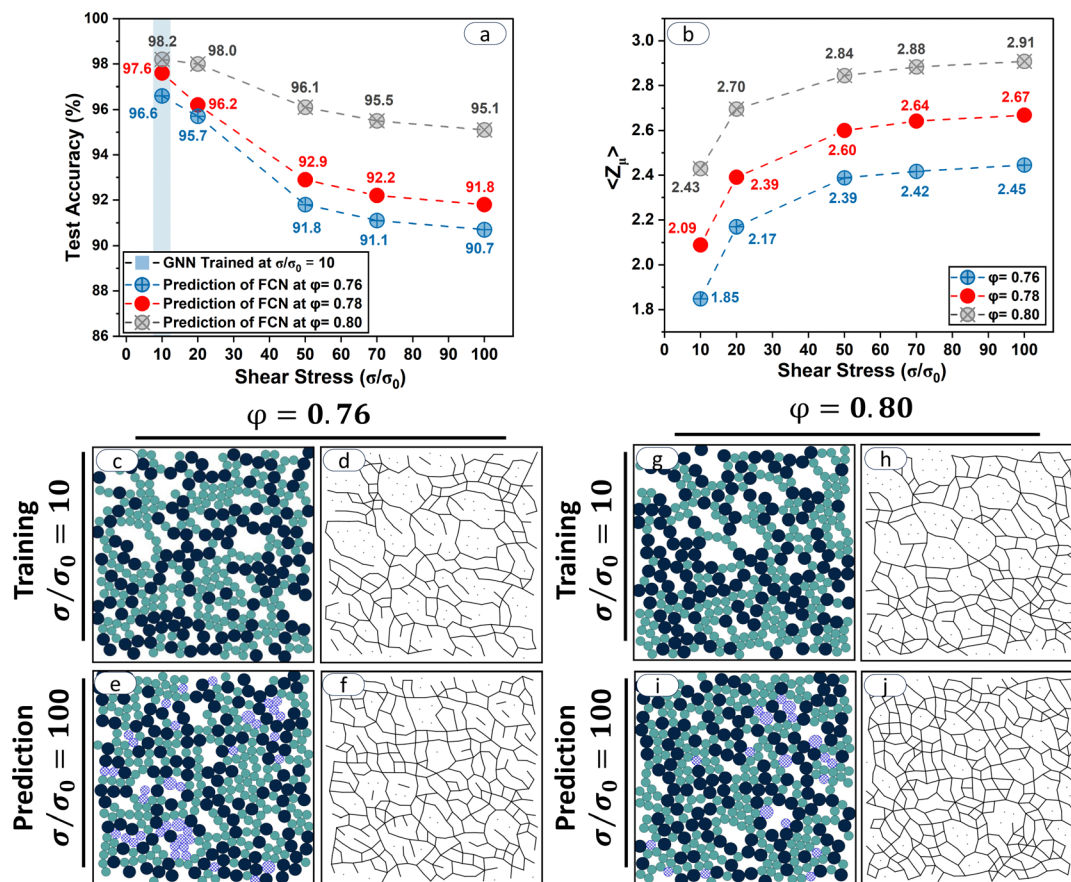 a
Test Accuracy (%)
100
98
96
94
92
90
88
86
98.2
98.0
96.1
95.5
95.1
97.6
96.2
92.9
92.2
91.8
96.6
95.7
91.8
91.1
90.7
GNN Trained at σ/σ₀ = 10
Prediction of FCN at φ= 0.76
Prediction of FCN at φ= 0.78
Prediction of FCN at φ= 0.80
0 10 20 30 40 50 60 70 80 90 100
Shear Stress (σ/σ₀)
b
<Z_μ>
3.0
2.8
2.6
2.4
2.2
2.0
1.8
2.43
2.70
2.84
2.88
2.91
2.09
2.39
2.60
2.64
2.67
1.85
2.17
2.39
2.42
2.45
φ= 0.76
φ= 0.78
φ= 0.80
0 10 20 30 40 50 60 70 80 90 100
Shear Stress (σ/σ₀)
φ = 0.76
Training
σ/σ₀ = 10
c
d
Prediction
σ/σ₀ = 100
e
f
φ = 0.80
Training
σ/σ₀ = 10
g
h
Prediction
σ/σ₀ = 100
i
j